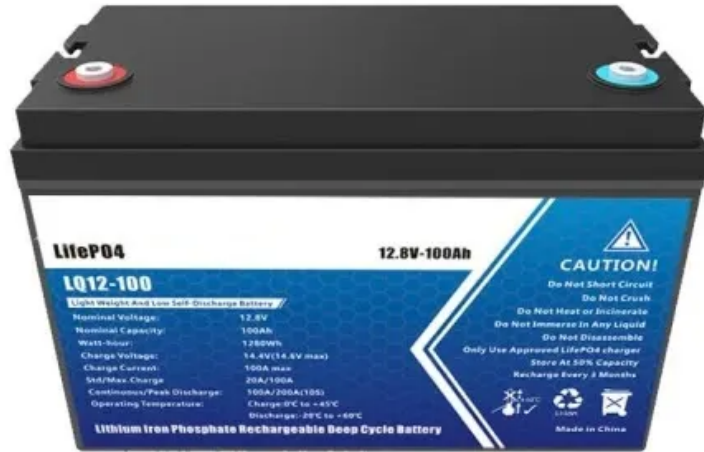 LifePO4
12.8V-100Ah
LQ12-100
Light Weight And Low Self-Discharge Battery
Nominal Voltage: 12.8V
Nominal Capacity: 100Ah
Watt-hour: 1280Wh
Charge Voltage: 14.4V(14.6V max)
Charge Current: 100A max
Std/Max.Charge 20A/100A
Continuous/Peak Discharge: 100A/200A(10S)
Operating Temperature: Charge:0℃ to +45℃
Discharge:-20℃ to +60℃
Lithium Iron Phosphate Rechargeable Deep Cycle Battery
CAUTION!
Do Not Short Circuit
Do Not Crush
Do Not Heat or Incinerate
Do Not Immerse In Any Liquid
Do Not Disassemble
Only Use Approved LifePO4 charger
Store At 50% Capacity
Recharge Every 3 Months
Li-ion
Made in China